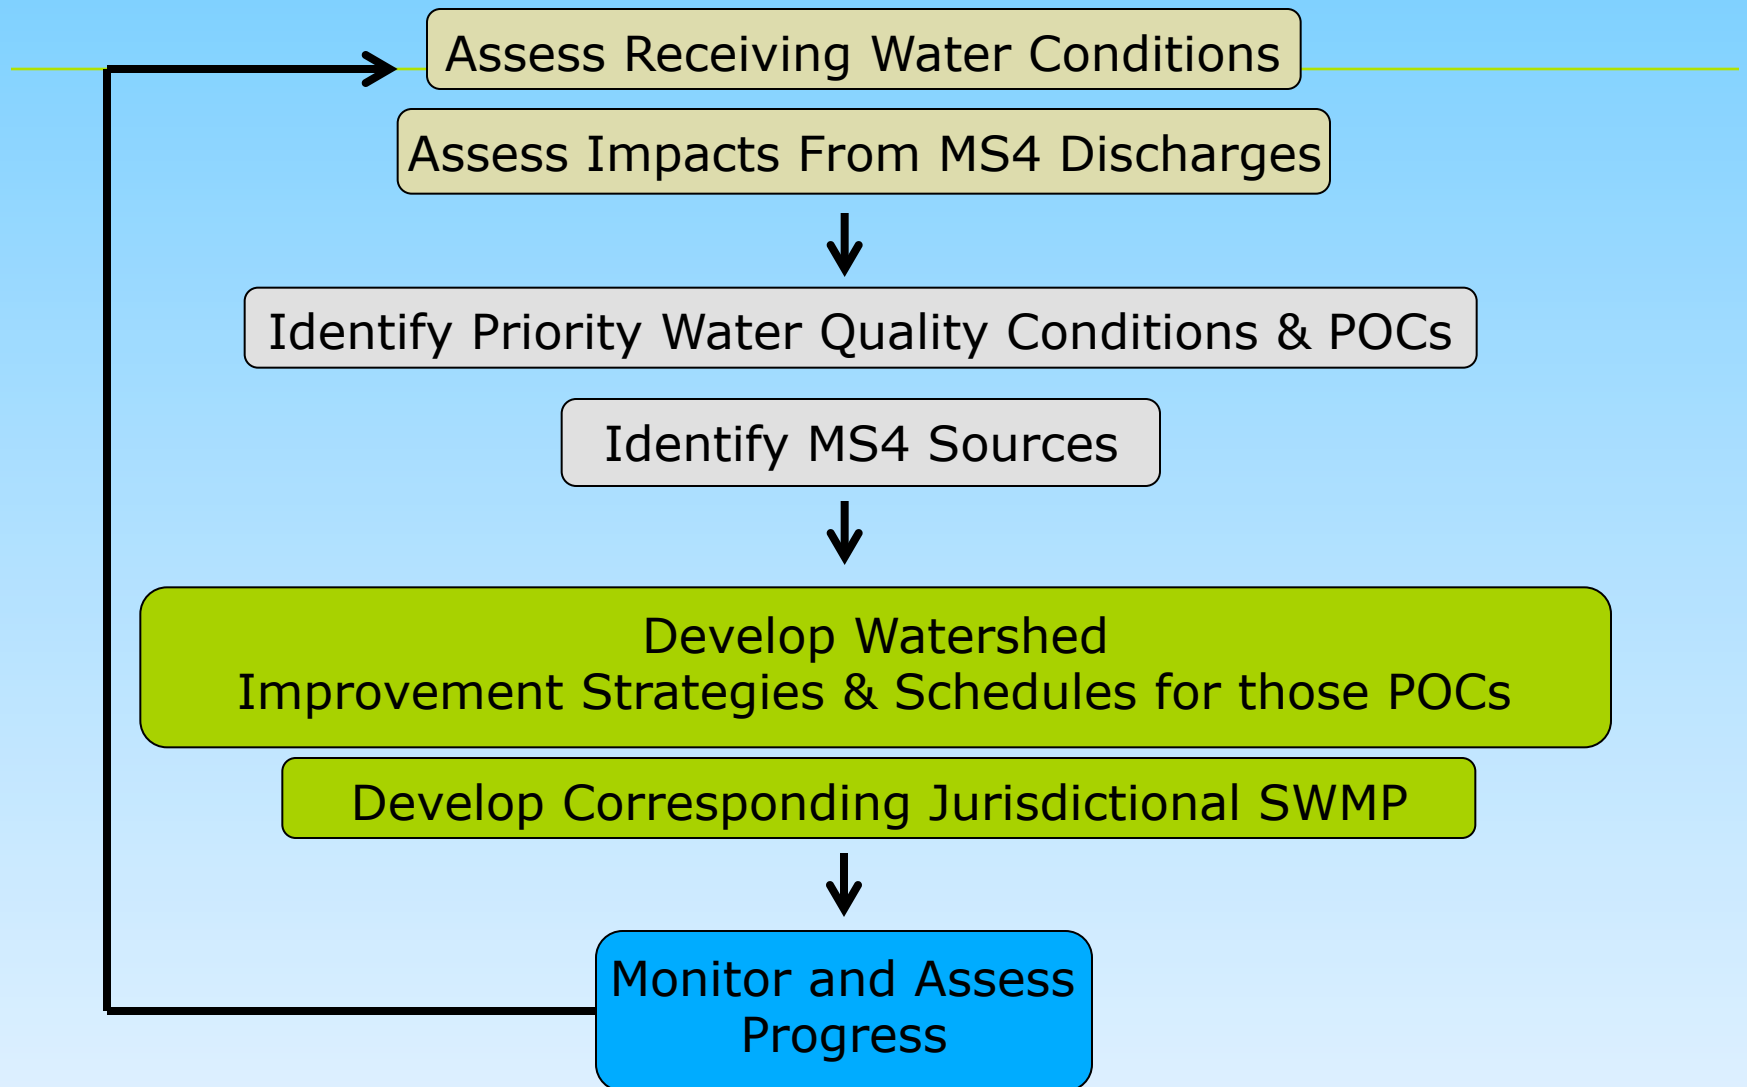 Assess Receiving Water Conditions
Assess Impacts From MS4 Discharges
Identify Priority Water Quality Conditions & POCs
Identify MS4 Sources
Develop Watershed
Improvement Strategies & Schedules for those POCs
Develop Corresponding Jurisdictional SWMP
Monitor and Assess
Progress